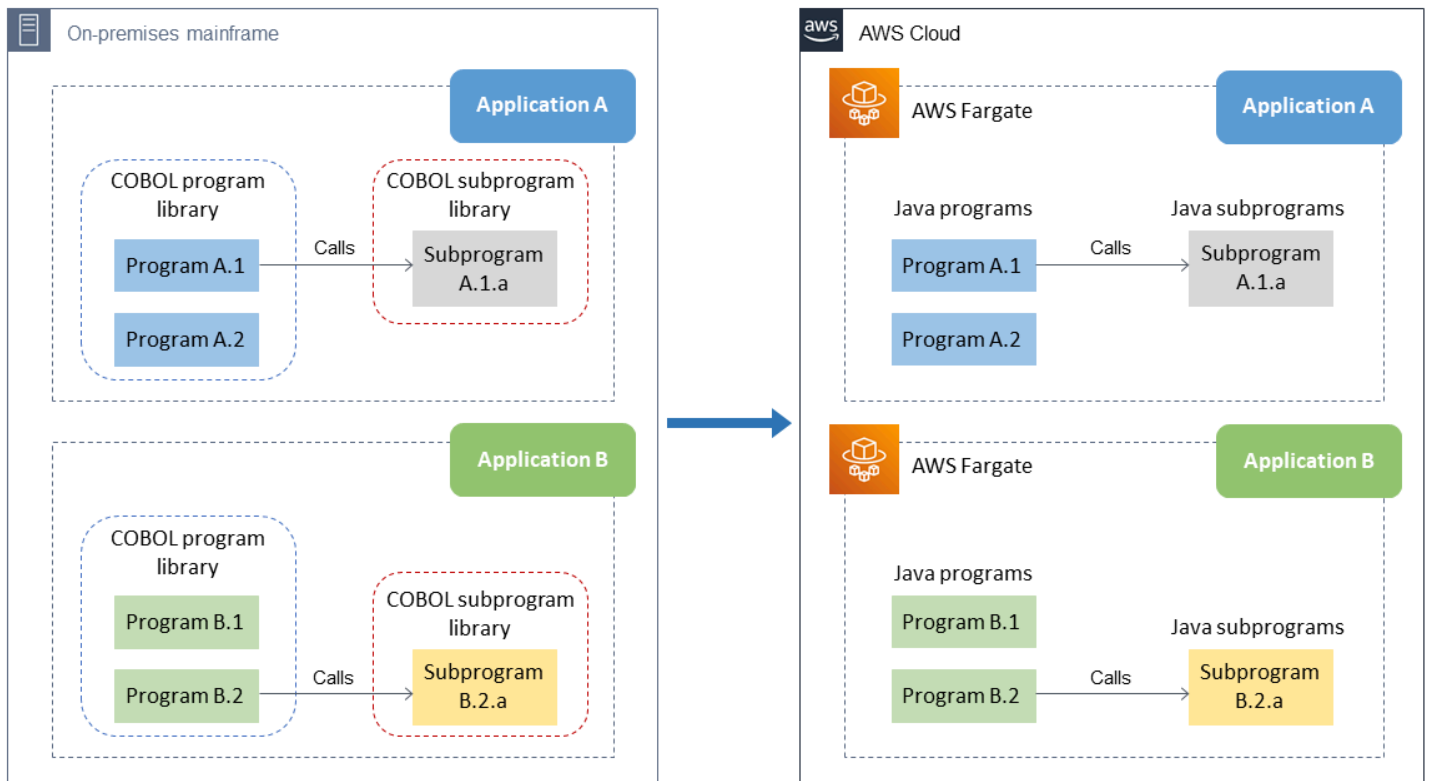 On-premises mainframe
Application A
COBOL program
library
COBOL subprogram
library
Program A.1
Calls
Subprogram
A.1.a
Program A.2
Application B
COBOL program
library
COBOL subprogram
library
Program B.1
Program B.2
Calls
Subprogram
B.2.a
aws
AWS Cloud
AWS Fargate
Application A
Java programs
Java subprograms
Program A.1
Calls
Subprogram
A.1.a
Program A.2
AWS Fargate
Application B
Java programs
Program B.1
Java subprograms
Program B.2
Calls
Subprogram
B.2.a